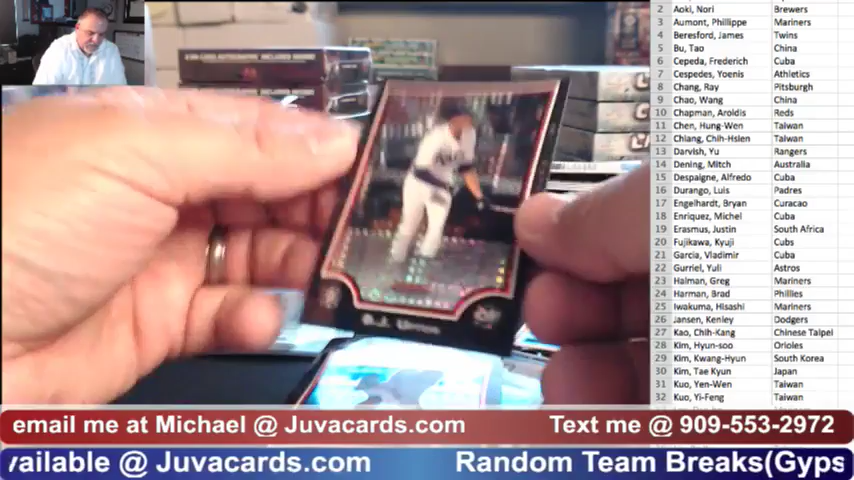 2 Aoki, Nori Brewers
3 Aumont, Phillippe Mariners
4 Beresford, James Twins
5 Bu, Tao China
6 Cepeda, Frederich Cuba
7 Cespedes, Yoenis Athletics
8 Chang, Ray Pitsburgh
9 Chao, Wang China
10 Chapman, Aroldis Reds
11 Chen, Hung-Wen Taiwan
12 Chiang, Chih-Hsien Taiwan
13 Darvish, Yu Rangers
14 Dening, Mitch Australia
15 Despaigne, Alfredo Cuba
16 Durango, Luis Padres
17 Engelhardt, Bryan Curacao
18 Enriquez, Michel Cuba
19 Erasmus, Justin South Africa
20 Fujikawa, Kyuji Cubs
21 Garcia, Vladimir Cuba
22 Gurriel, Yuli Astros
23 Halman, Greg Mariners
24 Harman, Brad Phillies
25 Iwakuma, Hisashi Mariners
26 Jansen, Kenley Dodgers
27 Kao, Chih-Kang Chinese Taipei
28 Kim, Hyun-soo Orioles
29 Kim, Kwang-Hyun South Korea
30 Kim, Tae Kyun Japan
31 Kuo, Yen-Wen Taiwan
32 Kuo, Yi-Feng Taiwan
B.J. Upton
email me at Michael @ Juvacards.com Text me @ 909-553-2972
vailable @ Juvacards.com Random Team Breaks(Gyps